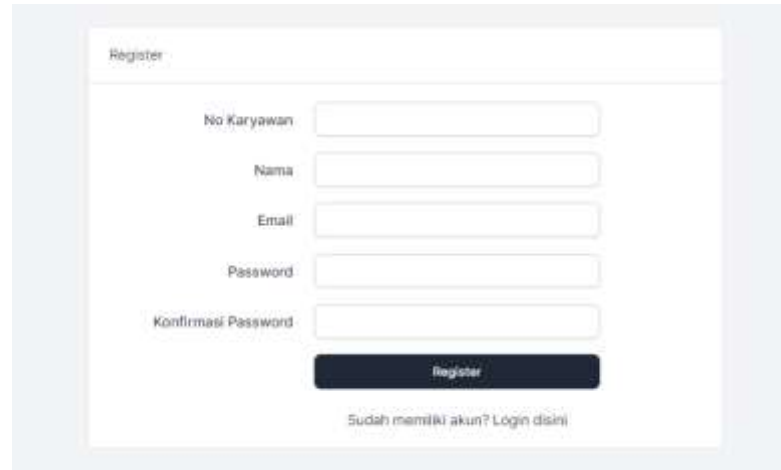 Register
No Karyawan
Nama
Email
Password
Konfirmasi Password
Register
Sudah memiliki akun? Login disini